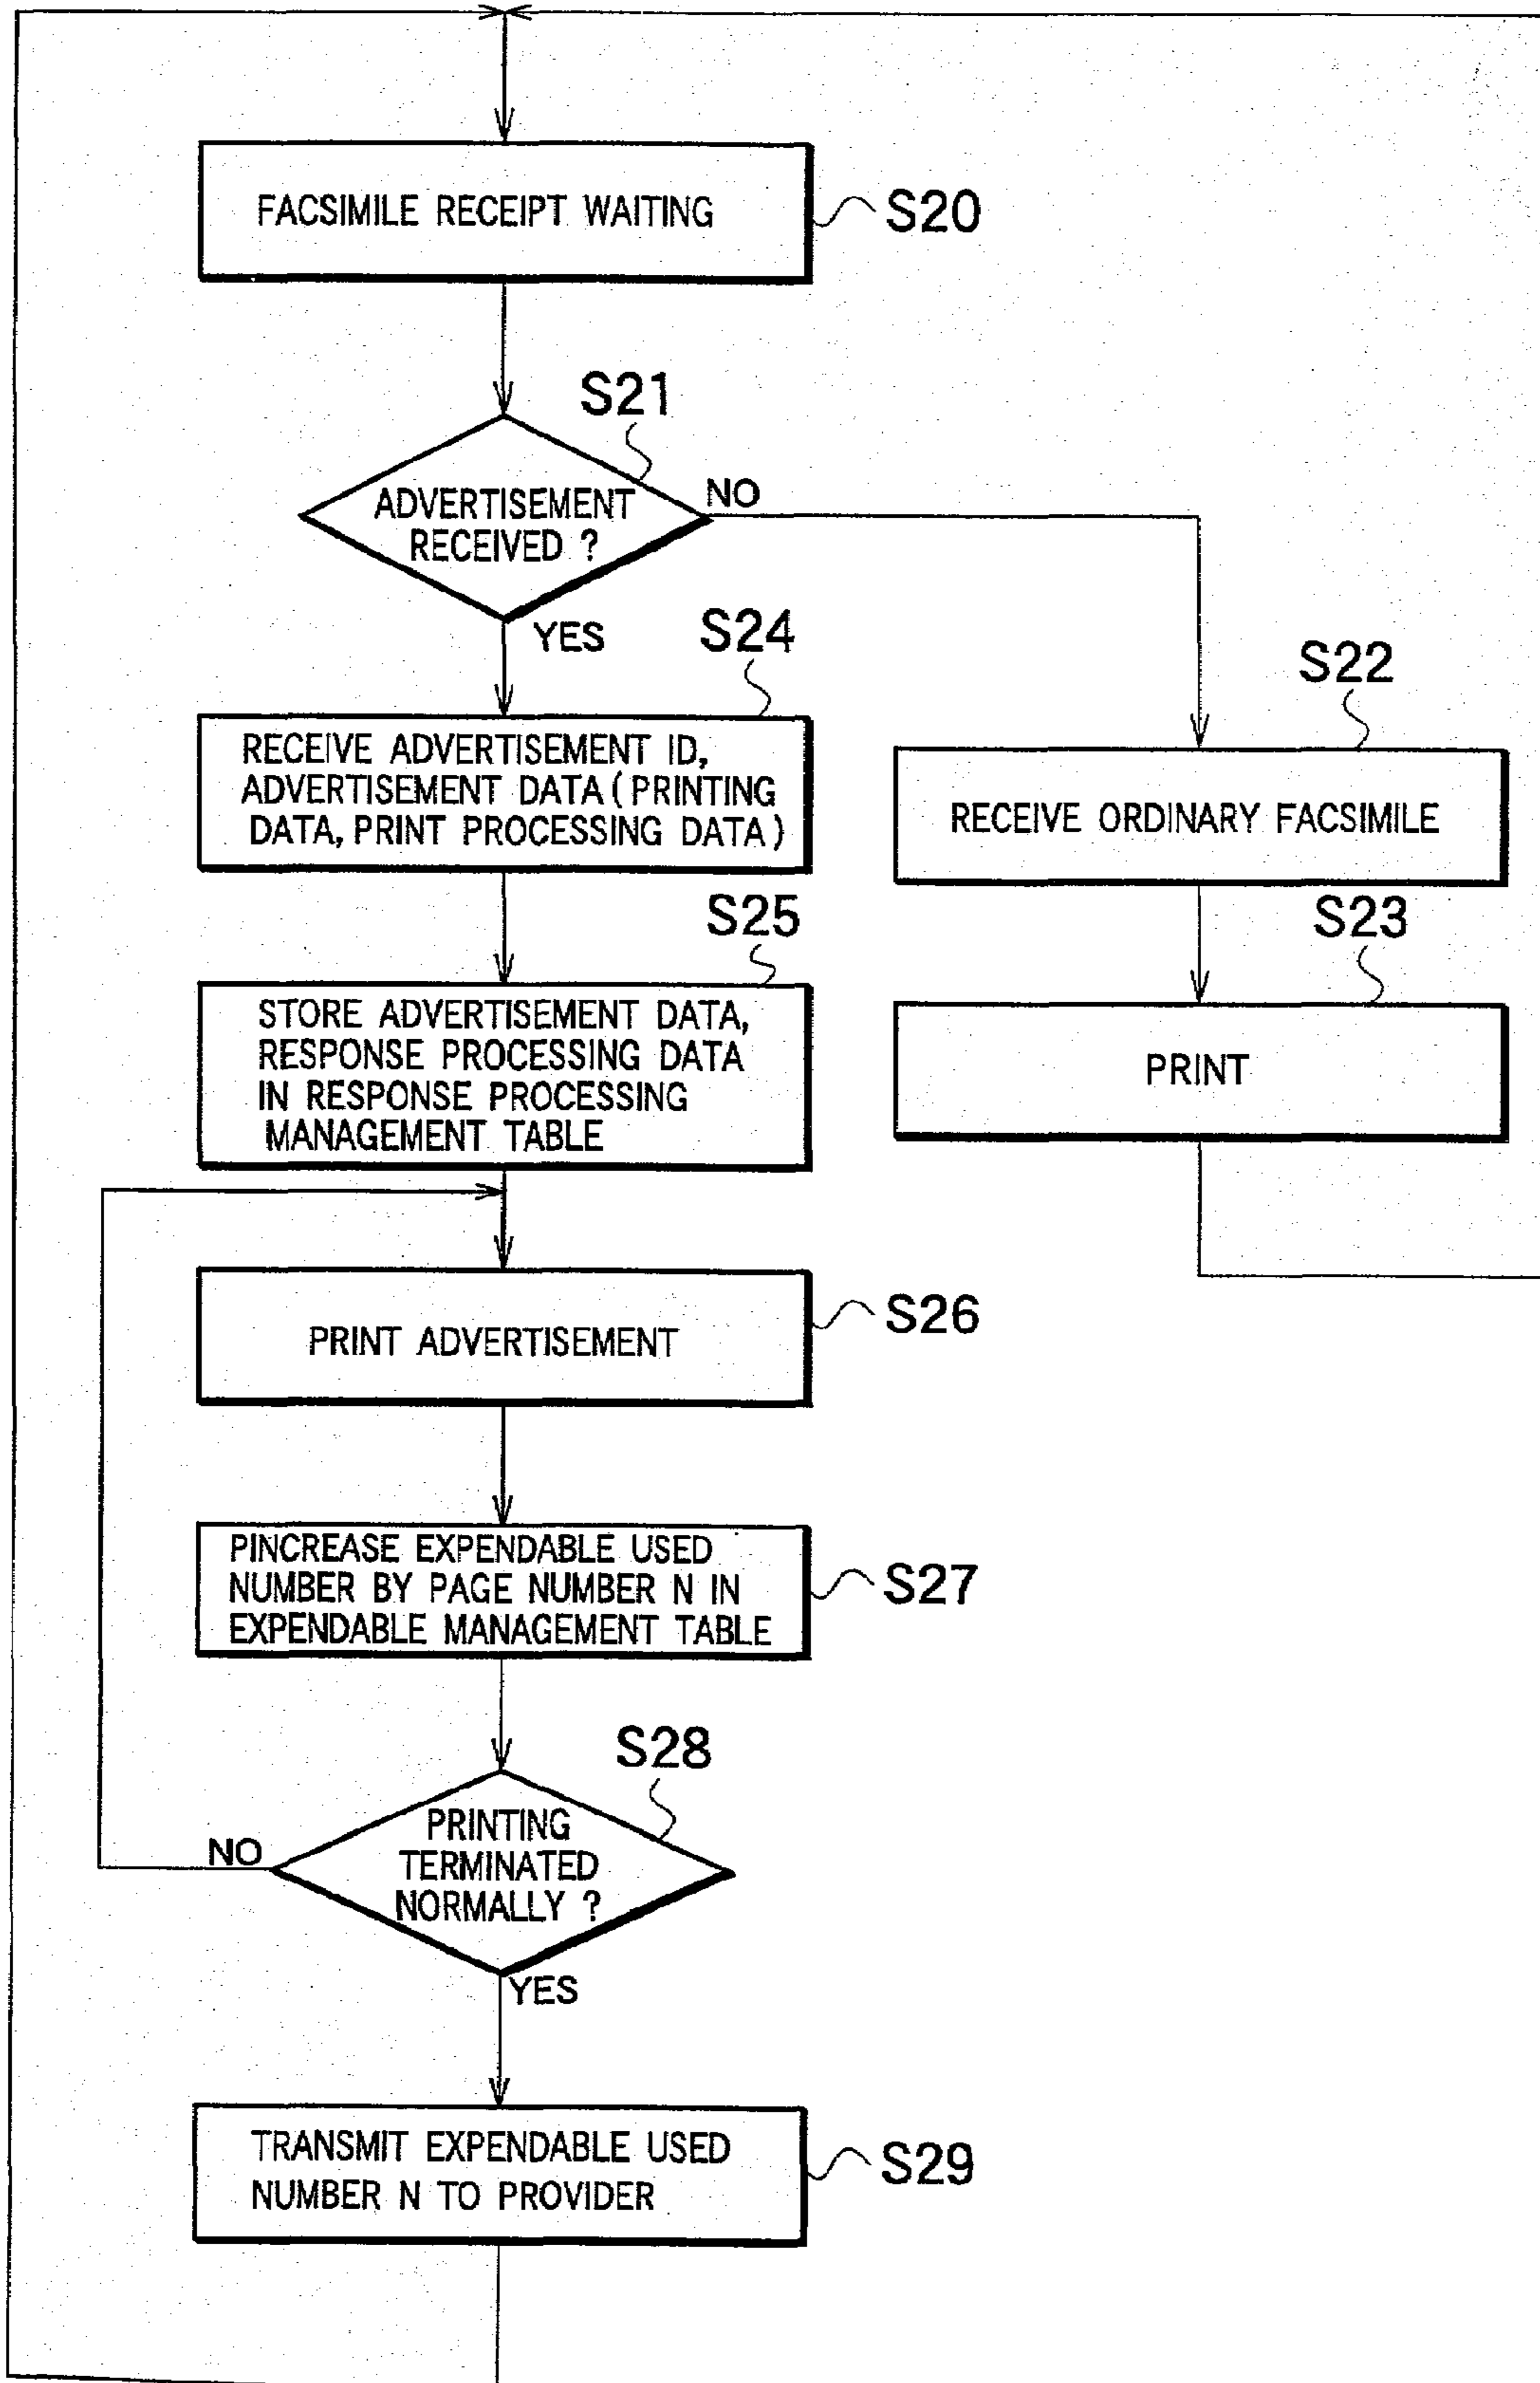 FACSIMILE RECEIPT WAITING
S20
S21
ADVERTISEMENT
RECEIVED ?
NO
YES
S24
RECEIVE ADVERTISEMENT ID,
ADVERTISEMENT DATA ( PRINTING
DATA, PRINT PROCESSING DATA )
S22
RECEIVE ORDINARY FACSIMILE
S25
STORE ADVERTISEMENT DATA,
RESPONSE PROCESSING DATA
IN RESPONSE PROCESSING
MANAGEMENT TABLE
S23
PRINT
PRINT ADVERTISEMENT
S26
PINCREASE EXPENDABLE USED
NUMBER BY PAGE NUMBER N IN
EXPENDABLE MANAGEMENT TABLE
S27
S28
PRINTING
TERMINATED
NORMALLY ?
NO
YES
TRANSMIT EXPENDABLE USED
NUMBER N TO PROVIDER
S29